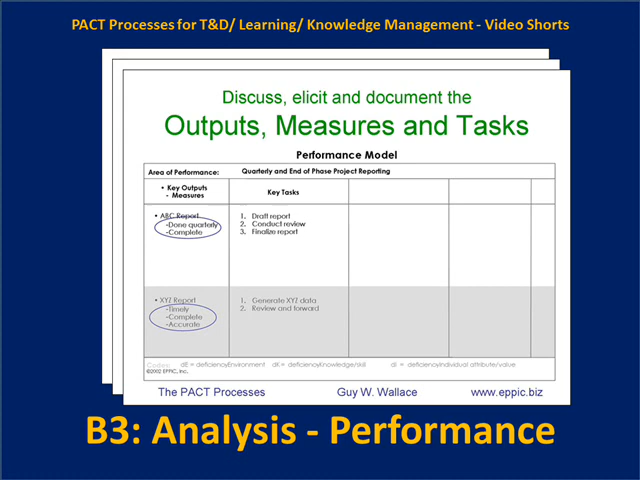 PACT Processes for T&D/ Learning/ Knowledge Management - Video Shorts
Discuss, elicit and document the
Outputs, Measures and Tasks
Performance Model
Area of Performance: Quarterly and End of Phase Project Reporting
• Key Outputs
- Measures
Key Tasks
• ABC Report
-Done quarterly
-Complete
1. Draft report
2. Conduct review
3. Finalize report
• XYZ Report
-Timely
-Complete
-Accurate
1. Generate XYZ data
2. Review and forward
dE = deficiencyEnvironment dK = deficiencyKnowledge/skill dI = deficiencyIndividual attribute/value
©2002 EPPIC, Inc.
The PACT Processes Guy W. Wallace www.eppic.biz
B3: Analysis - Performance